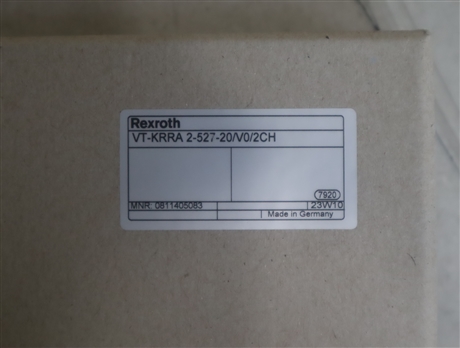 Rexroth
VT-KRRA 2-527-20/V0/2CH
7920
MNR: 0811405083
23W10
Made in Germany